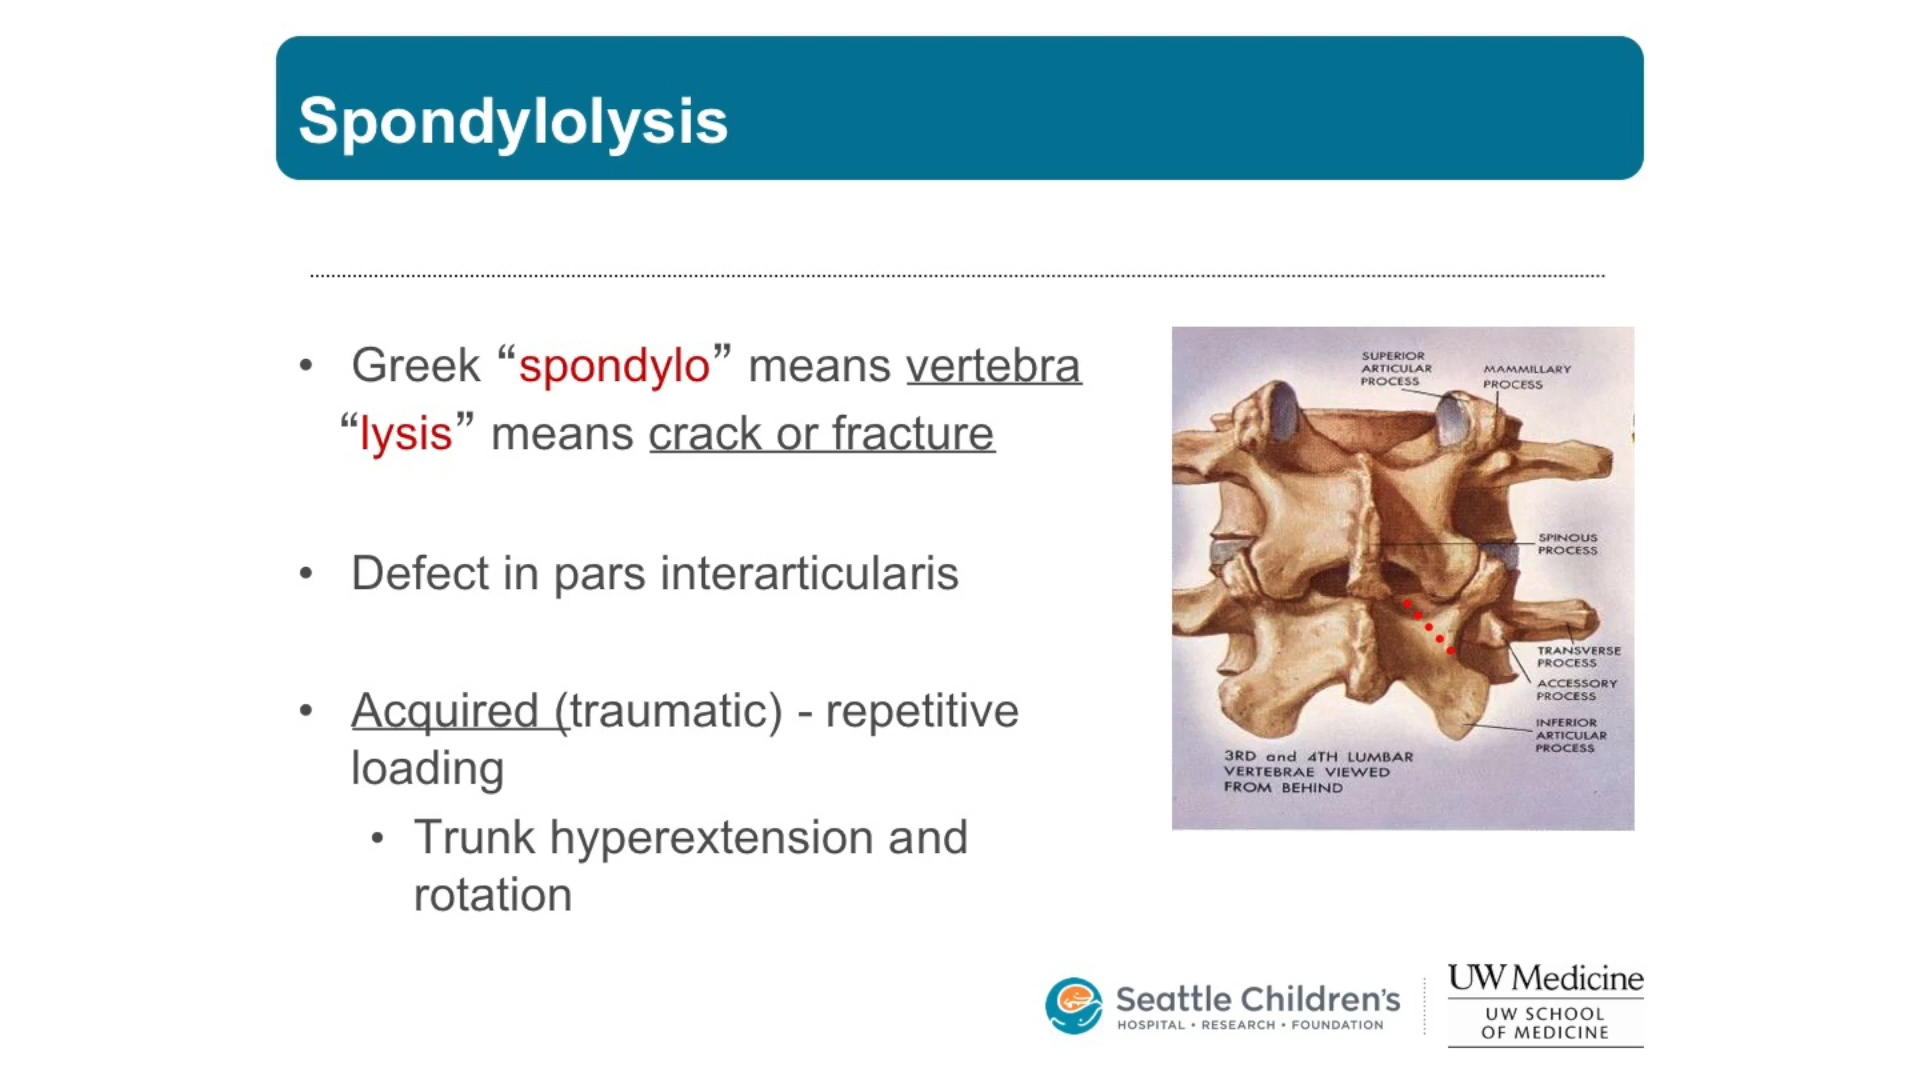 Spondylolysis
• Greek “spondylo” means vertebra
“lysis” means crack or fracture
• Defect in pars interarticularis
• Acquired (traumatic) - repetitive
loading
• Trunk hyperextension and
rotation
SUPERIOR
ARTICULAR
PROCESS
MAMMILLARY
PROCESS
SPINOUS
PROCESS
TRANSVERSE
PROCESS
ACCESSORY
PROCESS
INFERIOR
ARTICULAR
PROCESS
3RD and 4TH LUMBAR
VERTEBRAE VIEWED
FROM BEHIND
Seattle Children's
HOSPITAL • RESEARCH • FOUNDATION
UW Medicine
UW SCHOOL
OF MEDICINE